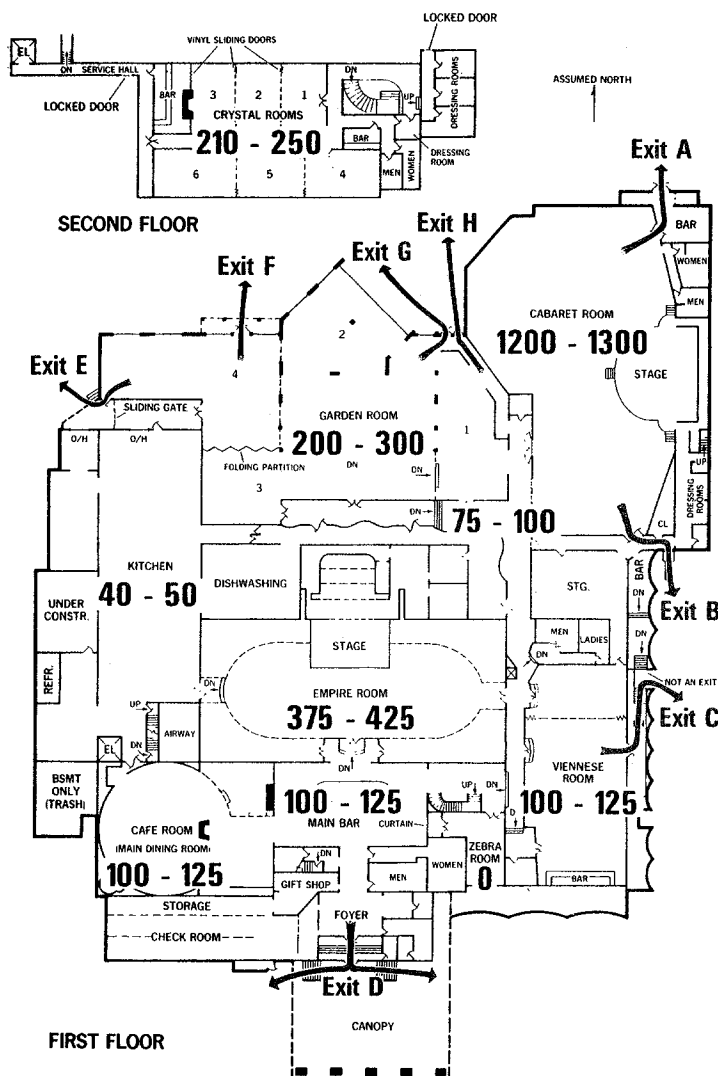 LOCKED DOOR
EL
VINYL SLIDING DOORS
DN
SERVICE HALL
LOCKED DOOR
BAR
3
2
1
DN
UP
DRESSING ROOMS
CRYSTAL ROOMS
210 - 250
BAR
DRESSING
ROOM
6
5
4
MEN
WOMEN
SECOND FLOOR
ASSUMED NORTH
Exit A
Exit H
Exit G
Exit F
Exit E
BAR
WOMEN
MEN
CABARET ROOM
1200 - 1300
STAGE
2
4
SLIDING GATE
O/H
O/H
GARDEN ROOM
200 - 300
1
FOLDING PARTITION
DN
DN
3
DN
75 - 100
UP
DRESSING ROOMS
CL
KITCHEN
40 - 50
DISHWASHING
UNDER
CONSTR.
STG.
BAR
DN
Exit B
MEN
LADIES
DN
DN
STAGE
REFR.
NOT AN EXIT
Exit C
DN
EMPIRE ROOM
375 - 425
UP
AIRWAY
DN
EL
DN
VIENNESE
ROOM
100 - 125
BSMT
ONLY
(TRASH)
100 - 125
MAIN BAR
UP
DN
CURTAIN
D
CAFE ROOM
(MAIN DINING ROOM)
100 - 125
DN
ZEBRA
ROOM
0
WOMEN
MEN
GIFT SHOP
BAR
STORAGE
CHECK ROOM
FOYER
Exit D
CANOPY
FIRST FLOOR